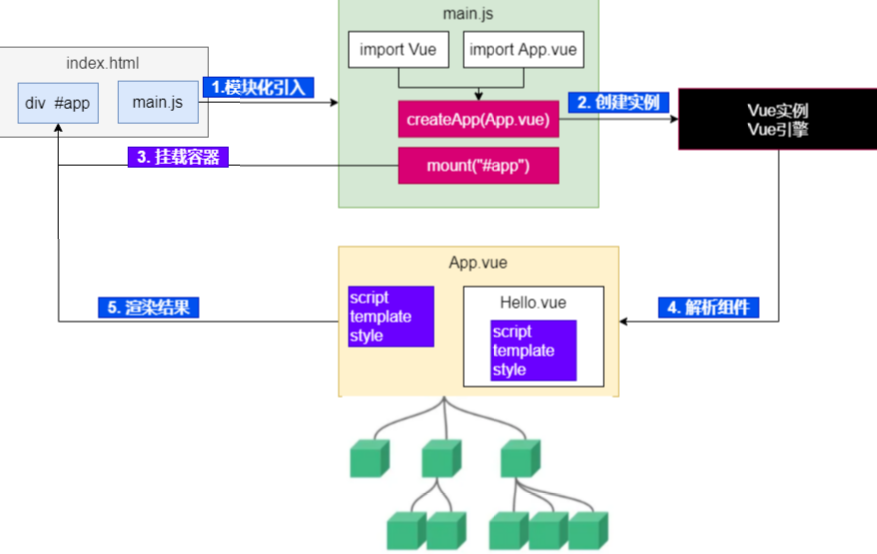 main.js
import Vue
import App.vue
index.html
div #app
main.js
1.模块化引入
createApp(App.vue)
2. 创建实例
Vue实例
Vue引擎
3. 挂载容器
mount("#app")
App.vue
script
template
style
Hello.vue
script
template
style
5. 渲染结果
4. 解析组件